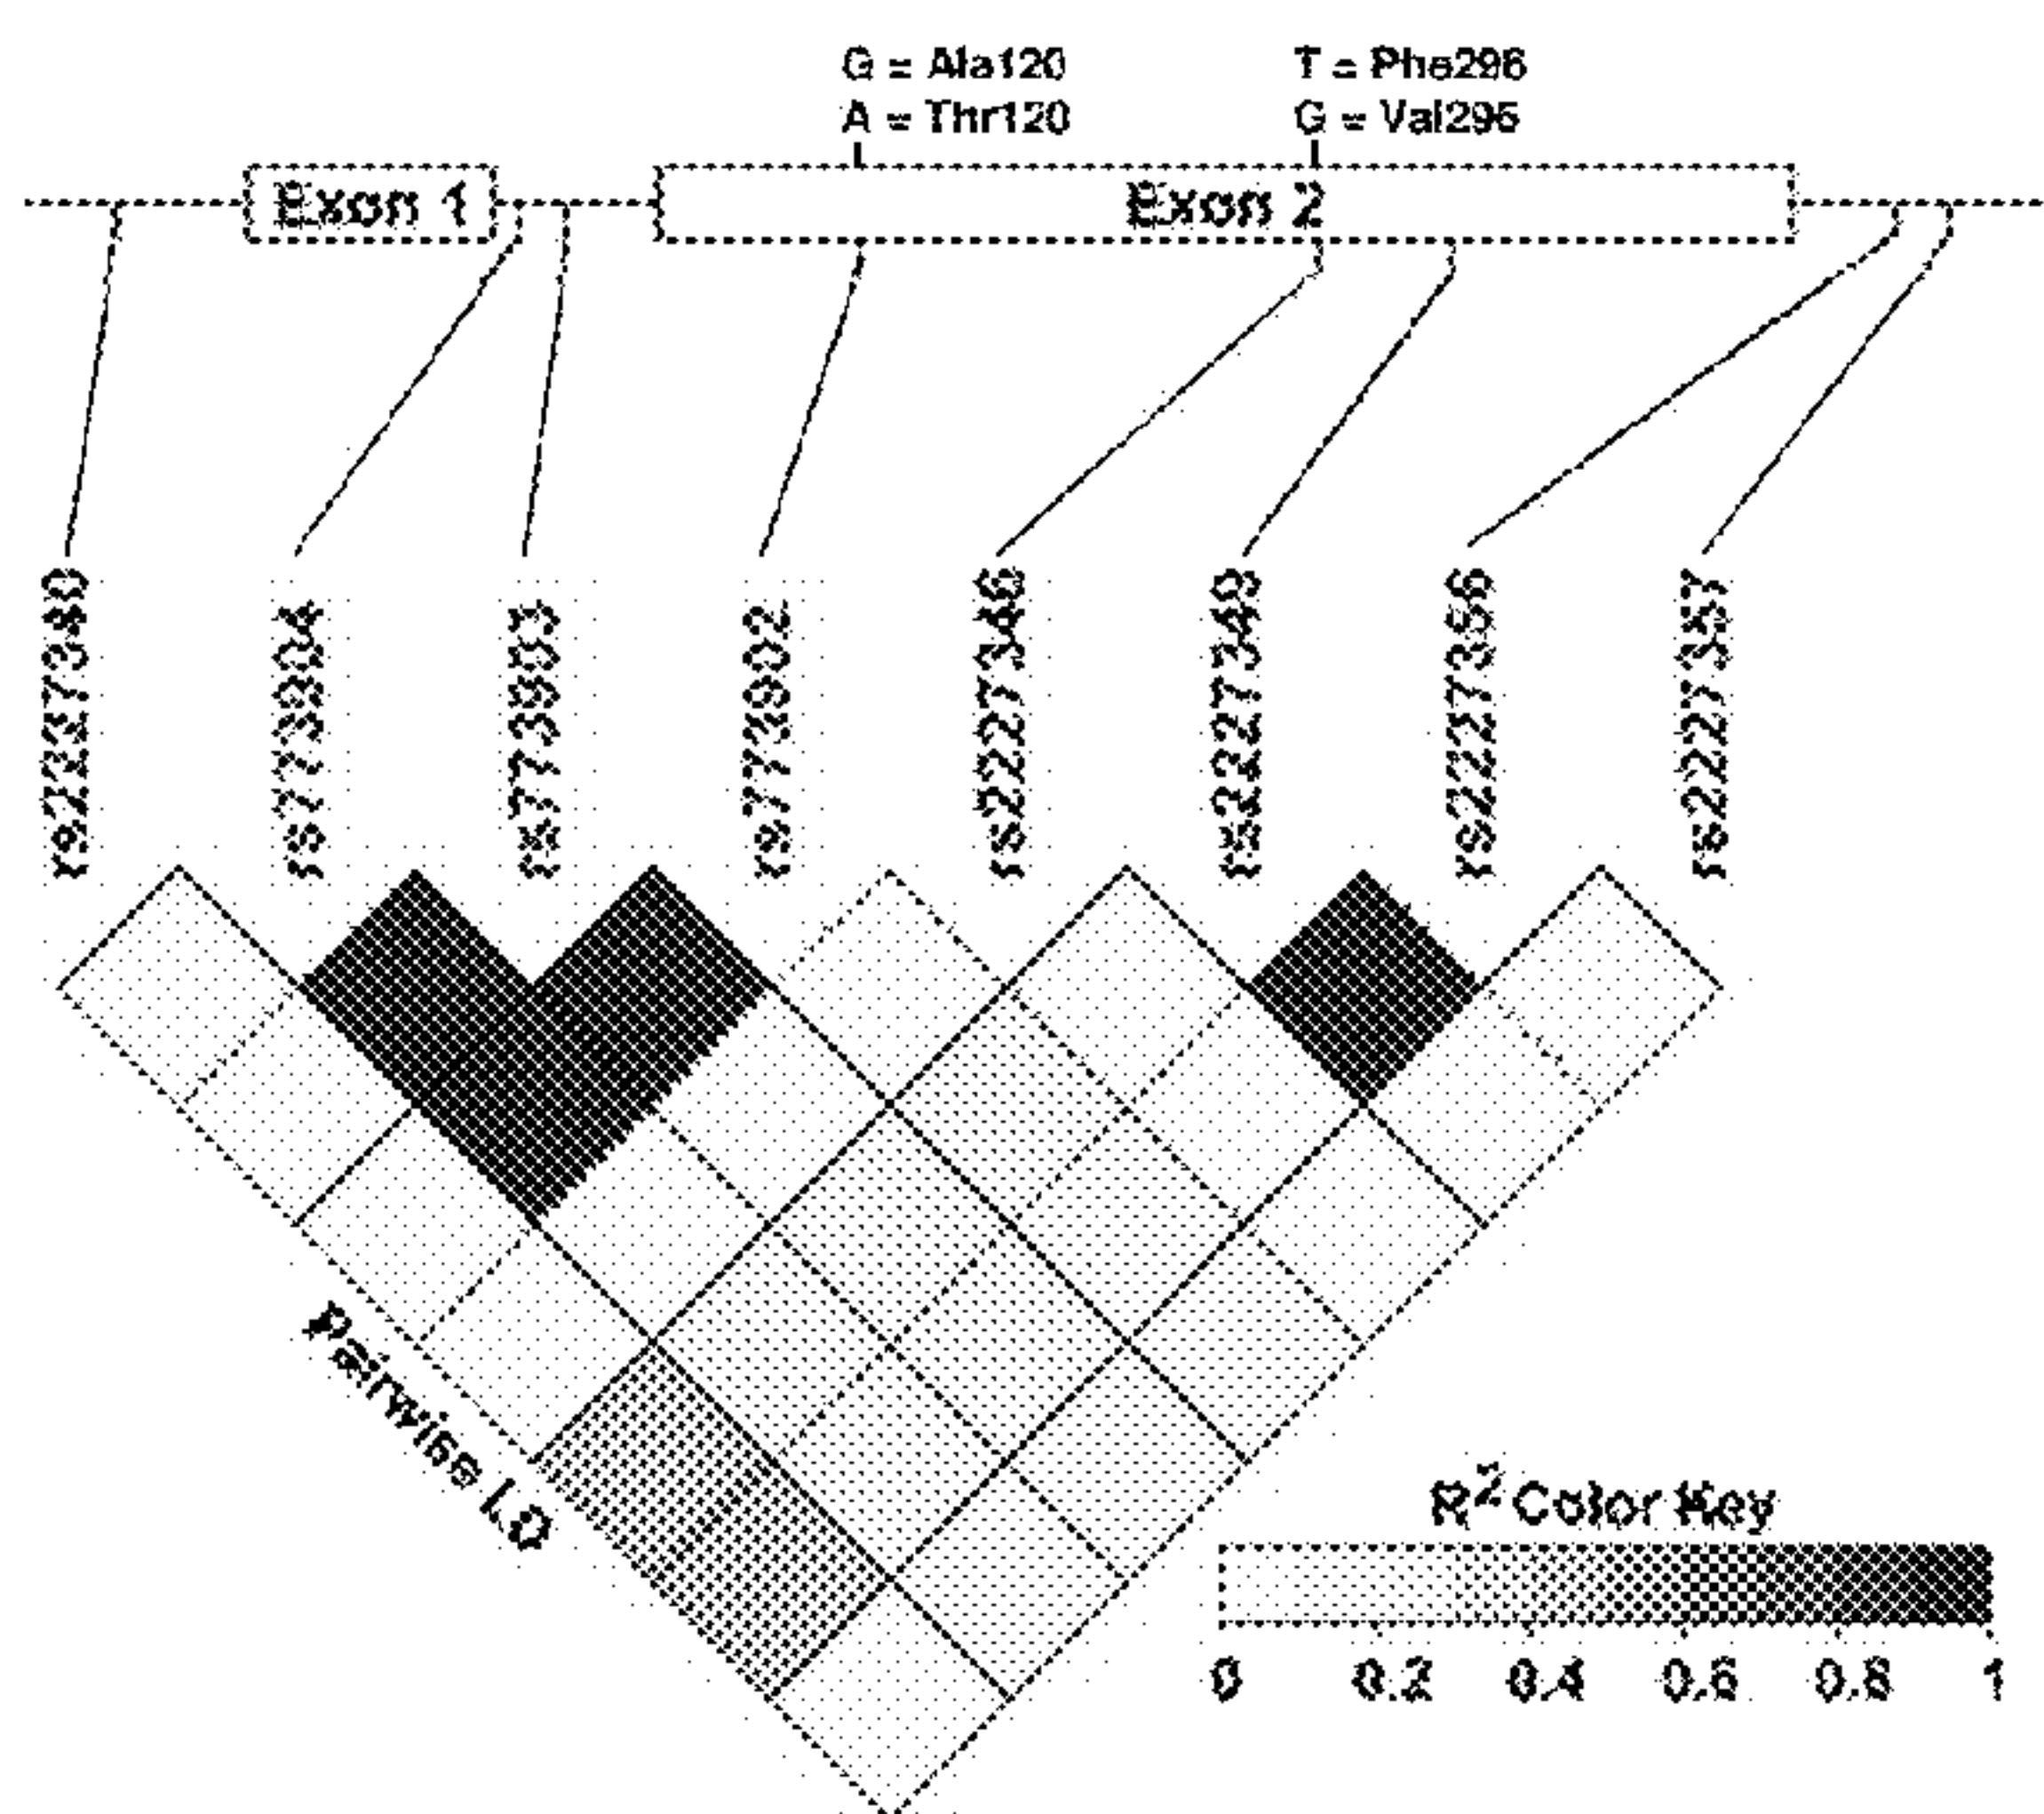 G = Ala120
A = Thr120
T = Phe296
G = Val296
Exon 1
Exon 2
rs2227340
rs773904
rs773903
rs773902
rs2227346
rs2227349
rs2227356
rs2227357
Pairwise LD
R² Color Key
0 0.2 0.4 0.6 0.8 1